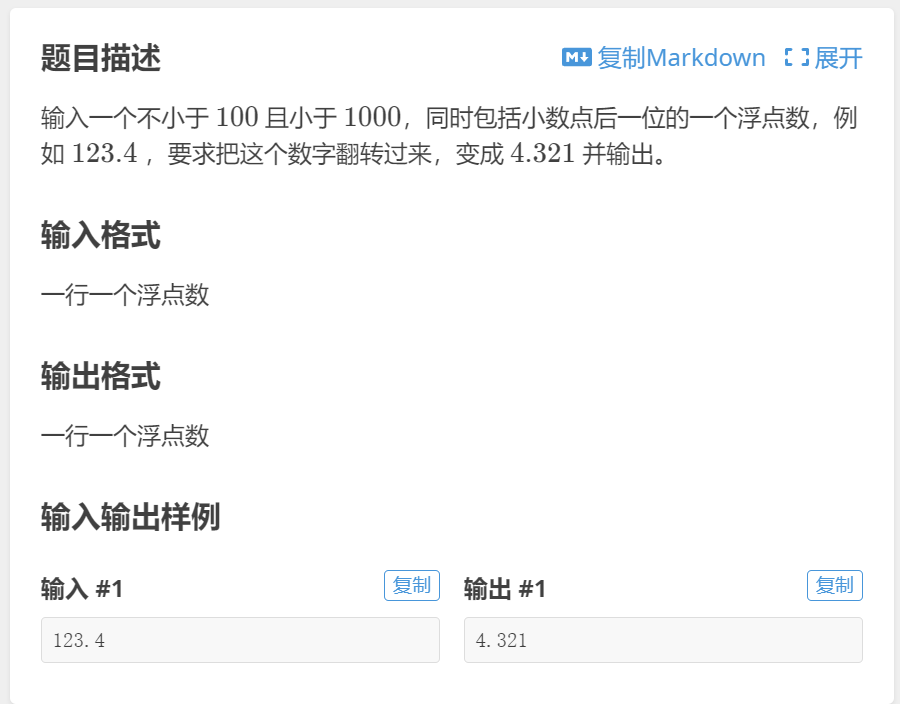 题目描述
复制Markdown
展开
输入一个不小于 100 且小于 1000，同时包括小数点后一位的一个浮点数，例
如 123.4 ，要求把这个数字翻转过来，变成 4.321 并输出。
输入格式
一行一个浮点数
输出格式
一行一个浮点数
输入输出样例
输入 #1
复制
输出 #1
复制
123.4
4.321